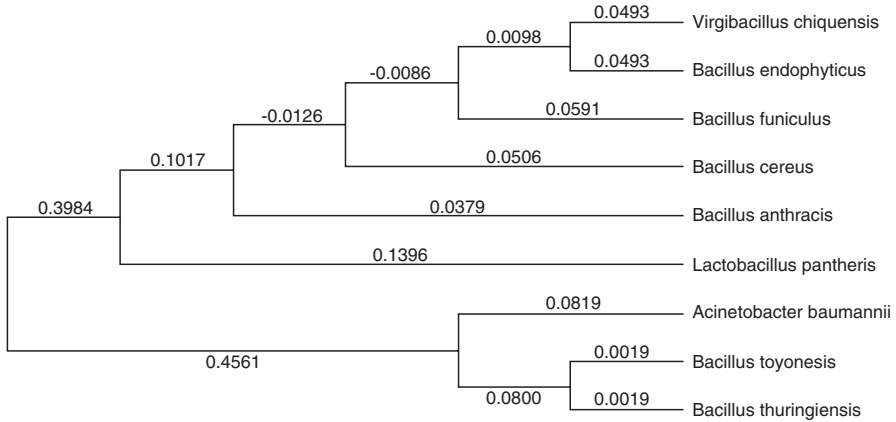 0.0493
Virgibacillus chiquensis
0.0098
0.0493
Bacillus endophyticus
-0.0086
0.0591
Bacillus funiculus
-0.0126
0.0506
Bacillus cereus
0.1017
0.0379
Bacillus anthracis
0.3984
0.1396
Lactobacillus pantheris
0.0819
Acinetobacter baumannii
0.4561
0.0019
Bacillus toyonesis
0.0800
0.0019
Bacillus thuringiensis